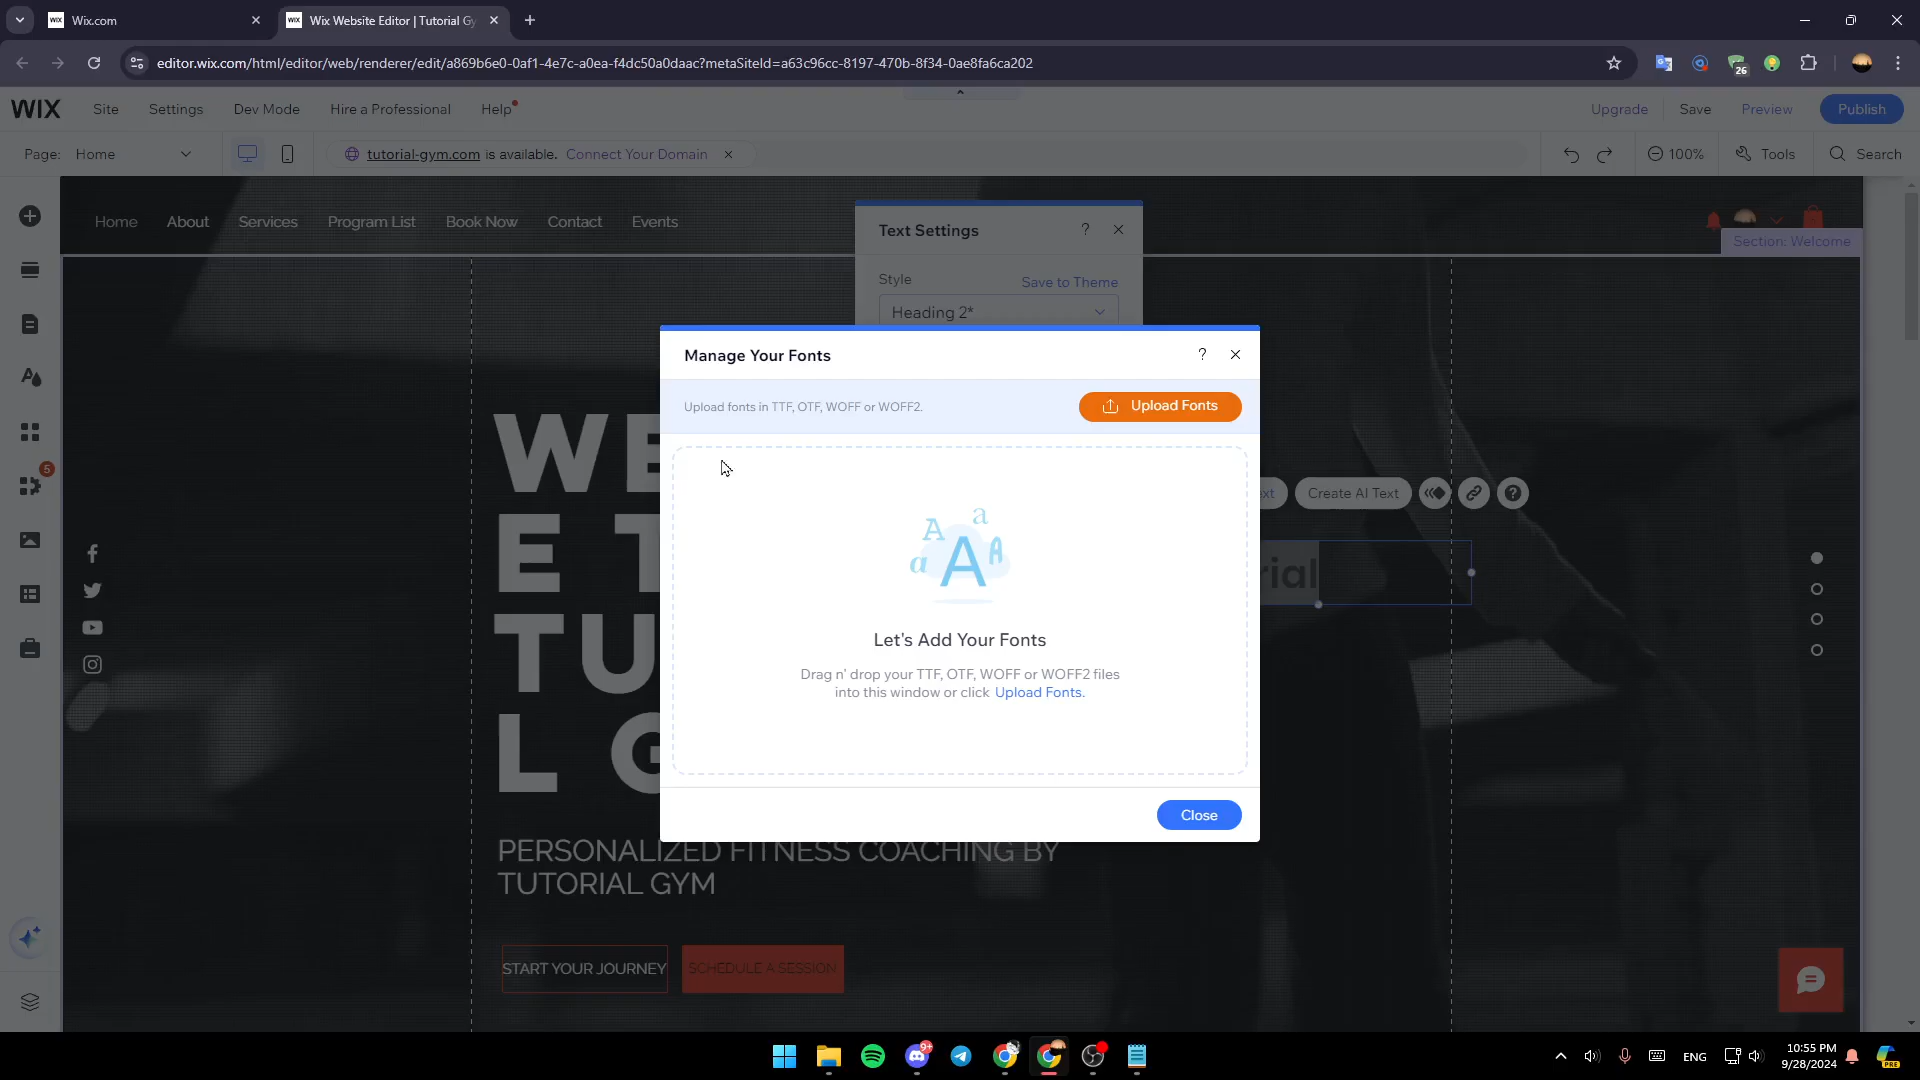 Wix.com
Wix Website Editor | Tutorial Gy
editor.wix.com/html/editor/web/renderer/edit/a869b6e0-0af1-4e7c-a0ea-f4dc50a0daac?metaSiteId=a63c96cc-8197-470b-8f34-0ae8fa6ca202
26
WIX
Site
Settings
Dev Mode
Hire a Professional
Help
Upgrade
Save
Preview
Publish
Page: Home
tutorial-gym.com is available. Connect Your Domain
100%
Tools
Search
Home
About
Services
Program List
Book Now
Contact
Events
Section: Welcome
Text Settings
?
Style
Save to Theme
Heading 2*
Manage Your Fonts
?
Upload fonts in TTF, OTF, WOFF or WOFF2.
Upload Fonts
5
Create AI Text
Let's Add Your Fonts
Drag n' drop your TTF, OTF, WOFF or WOFF2 files
into this window or click Upload Fonts.
Close
WE
E T
TU
L G
PERSONALIZED FITNESS COACHING BY
TUTORIAL GYM
START YOUR JOURNEY
SCHEDULE A SESSION
9+
ENG
10:55 PM
9/28/2024
PRE